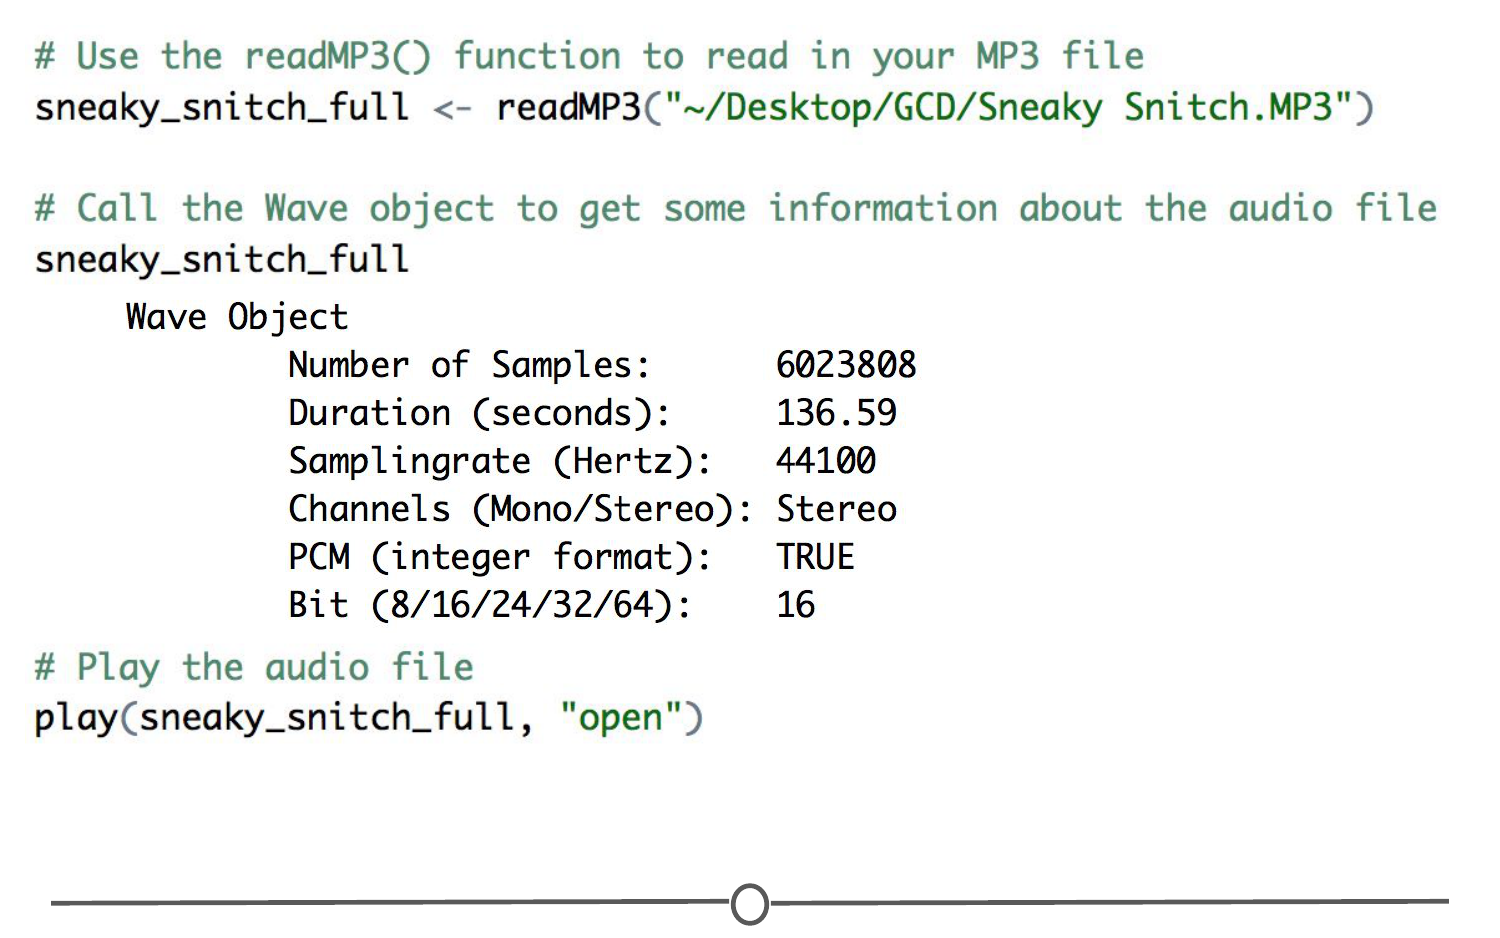 # Use the readMP3() function to read in your MP3 file
sneaky_snitch_full <- readMP3("~/Desktop/GCD/Sneaky Snitch.MP3")
# Call the Wave object to get some information about the audio file
sneaky_snitch_full
Wave Object
Number of Samples: 6023808
Duration (seconds): 136.59
Samplingrate (Hertz): 44100
Channels (Mono/Stereo): Stereo
PCM (integer format): TRUE
Bit (8/16/24/32/64): 16
# Play the audio file
play(sneaky_snitch_full, "open")